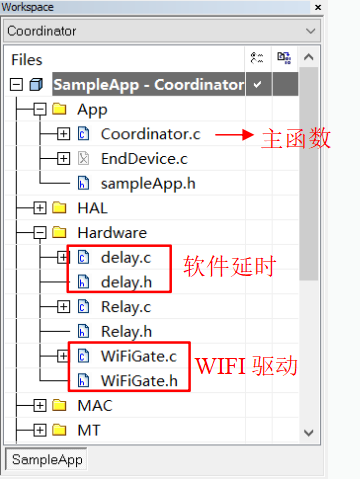 Workspace
Coordinator
Files
SampleApp - Coordinator
App
Coordinator.c
主函数
EndDevice.c
sampleApp.h
HAL
Hardware
delay.c
软件延时
delay.h
Relay.c
Relay.h
WiFiGate.c
WIFI 驱动
WiFiGate.h
MAC
MT
SampleApp